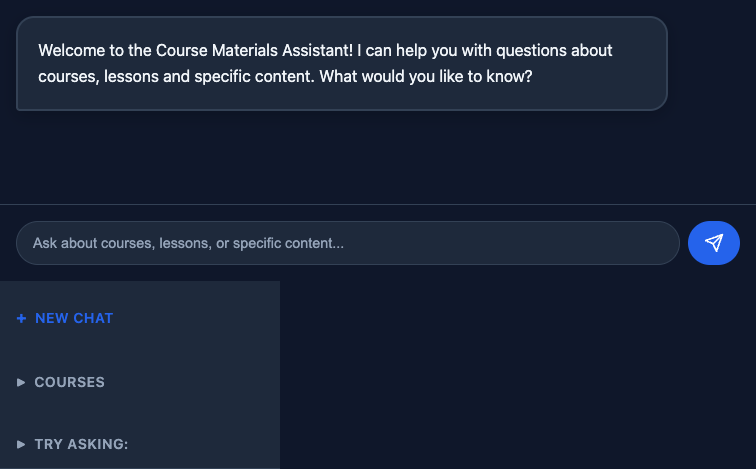 Welcome to the Course Materials Assistant! I can help you with questions about
courses, lessons and specific content. What would you like to know?
Ask about courses, lessons, or specific content...
+ NEW CHAT
▶ COURSES
▶ TRY ASKING: